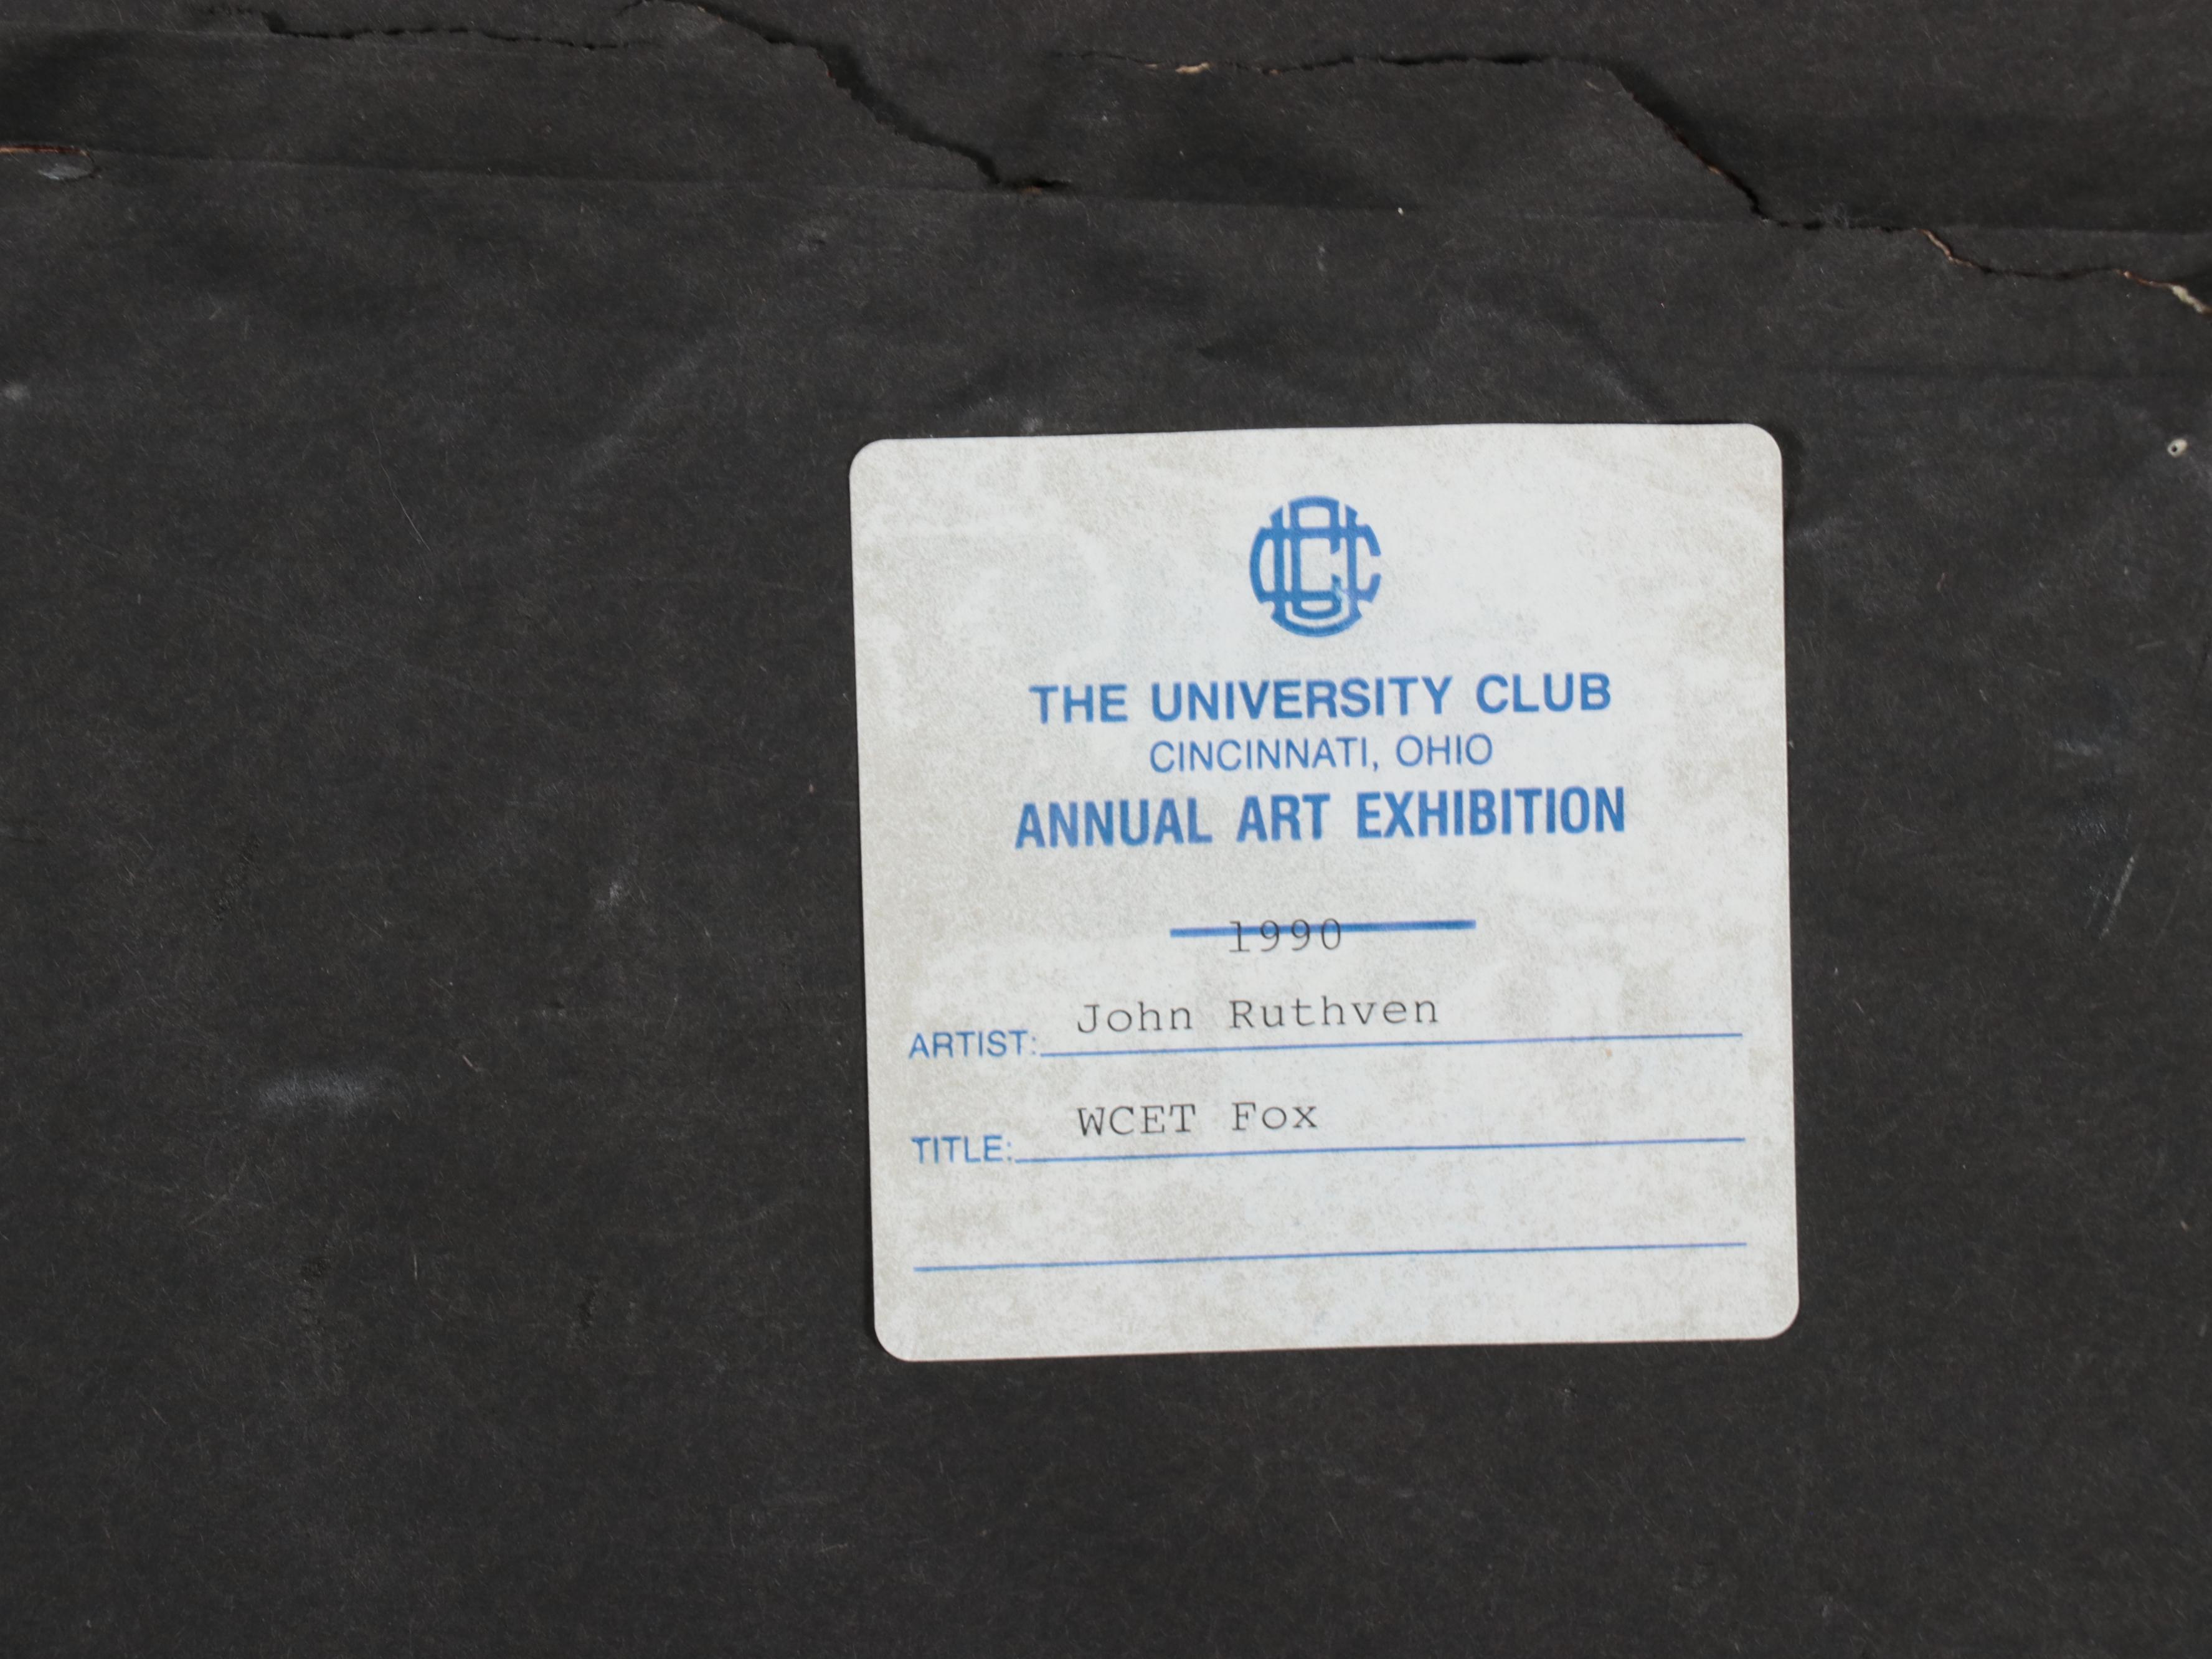 THE UNIVERSITY CLUB
CINCINNATI, OHIO
ANNUAL ART EXHIBITION
1990
ARTIST: John Ruthven
TITLE: WCET Fox